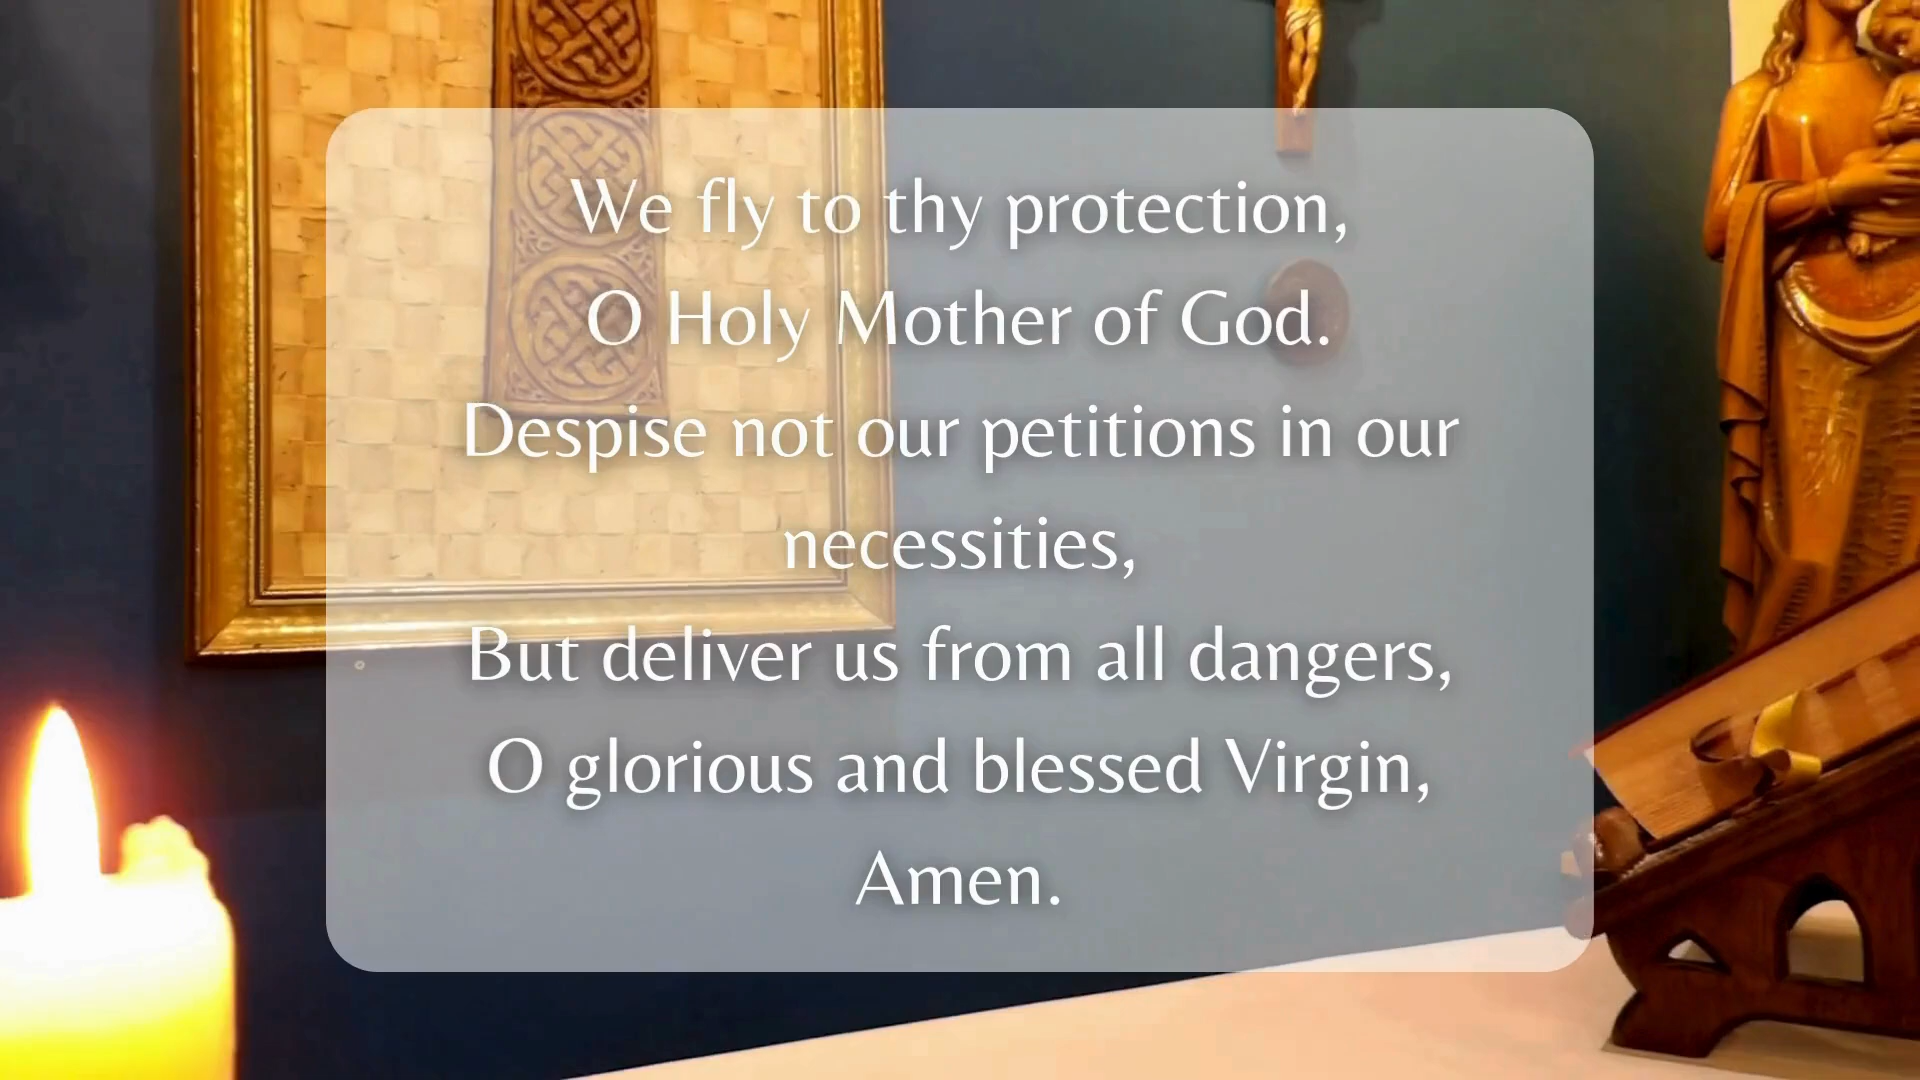 We fly to thy protection,
O Holy Mother of God.
Despise not our petitions in our
necessities,
But deliver us from all dangers,
O glorious and blessed Virgin,
Amen.